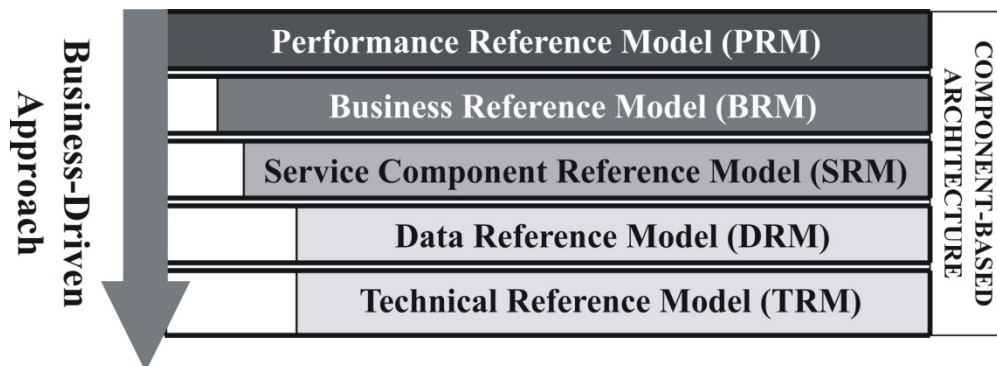 Business-Driven
Approach
Performance Reference Model (PRM)
Business Reference Model (BRM)
Service Component Reference Model (SRM)
Data Reference Model (DRM)
Technical Reference Model (TRM)
COMPONENT-BASED
ARCHITECTURE